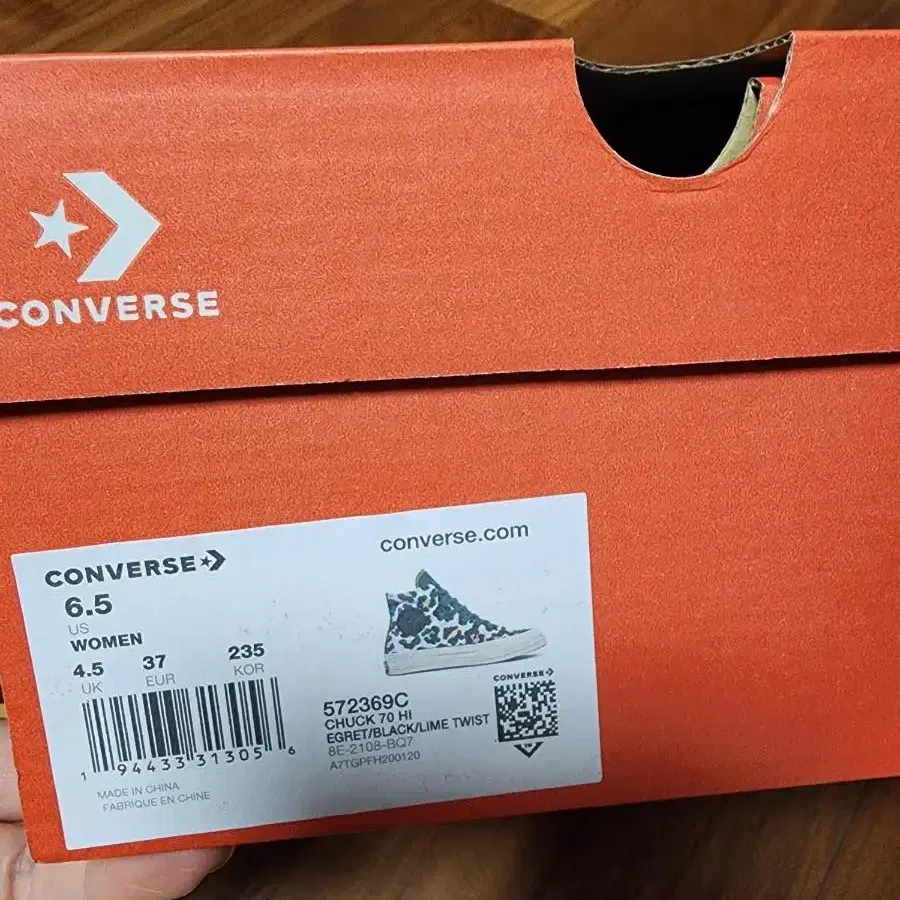 CONVERSE
CONVERSE
converse.com
6.5
US
WOMEN
4.5 37 235
UK EUR KOR
1 94433 31305 6
MADE IN CHINA
FABRIQUE EN CHINE
572369C
CHUCK 70 HI
EGRET/BLACK/LIME TWIST
8E-2108-BQ7
A7TGPFH200120
CONVERSE